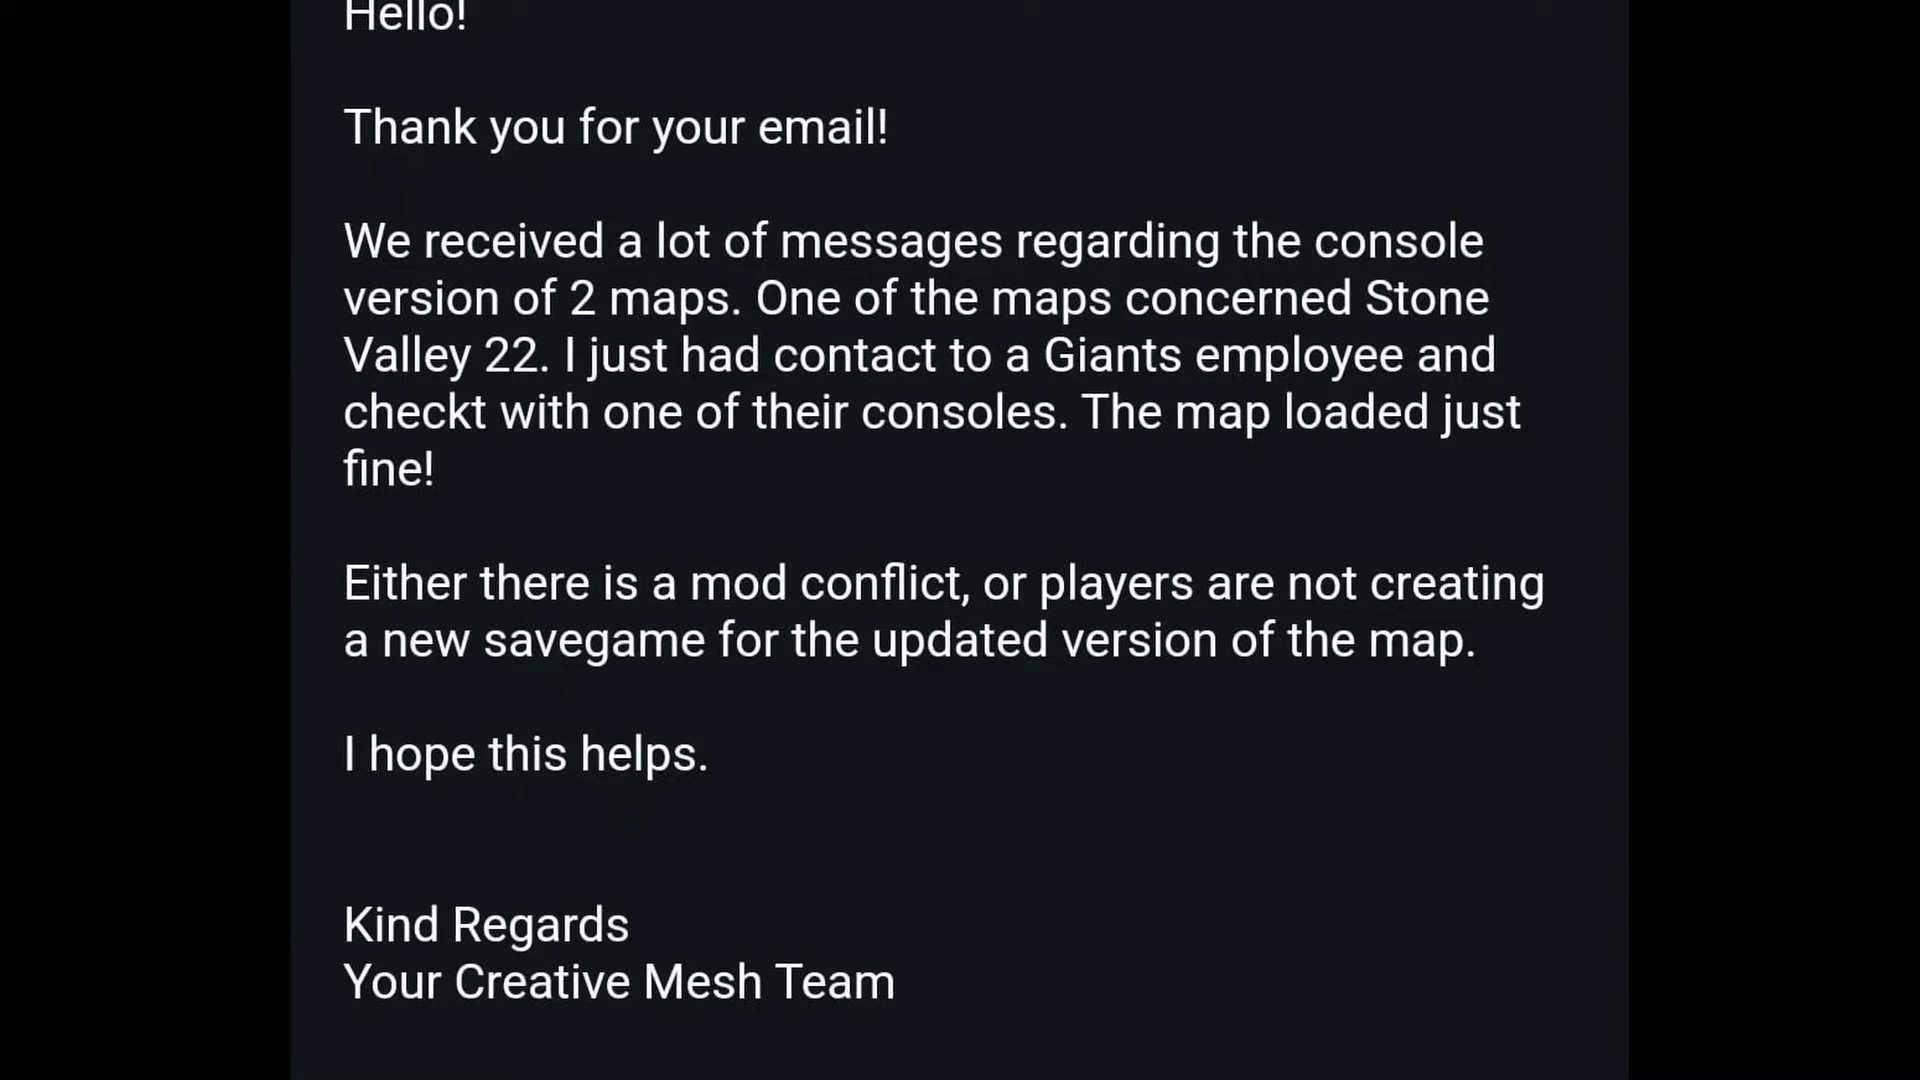 Hello!
Thank you for your email!
We received a lot of messages regarding the console
version of 2 maps. One of the maps concerned Stone
Valley 22. I just had contact to a Giants employee and
checkt with one of their consoles. The map loaded just
fine!
Either there is a mod conflict, or players are not creating
a new savegame for the updated version of the map.
I hope this helps.
Kind Regards
Your Creative Mesh Team